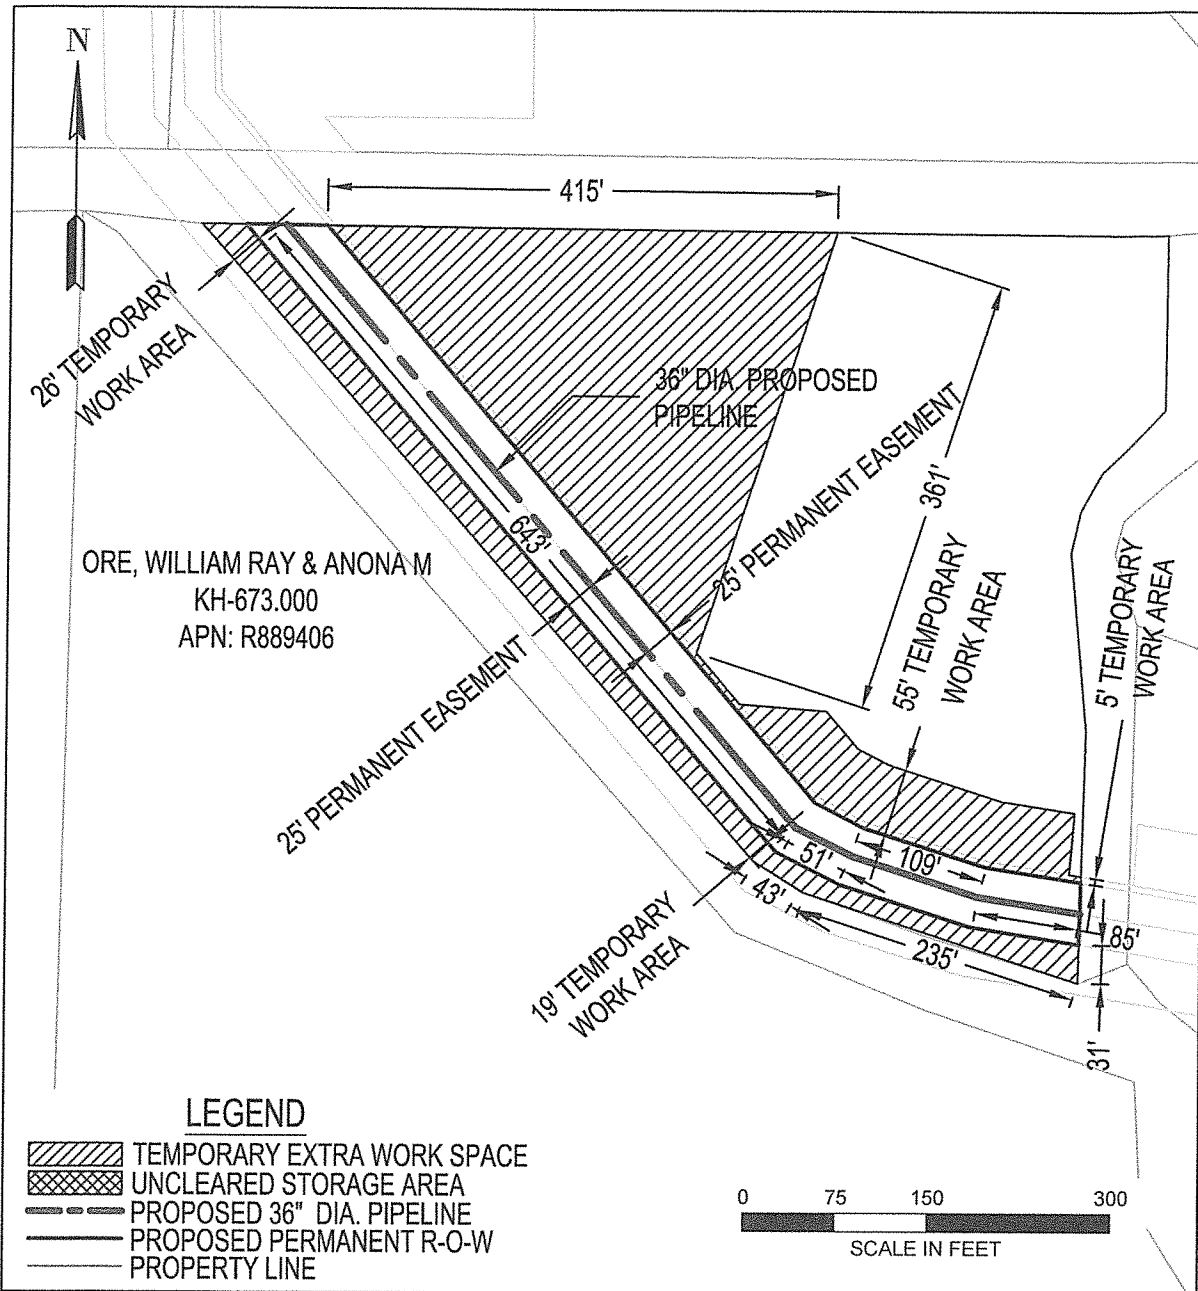 N
415'
26' TEMPORARY
WORK AREA
36" DIA. PROPOSED
PIPELINE
25' PERMANENT EASEMENT
361'
643'
ORE, WILLIAM RAY & ANONA M
KH-673.000
APN: R889406
55' TEMPORARY
WORK AREA
5' TEMPORARY
WORK AREA
25' PERMANENT EASEMENT
51'
109'
43'
85'
235'
19' TEMPORARY
WORK AREA
31'
LEGEND
TEMPORARY EXTRA WORK SPACE
UNCLEARED STORAGE AREA
PROPOSED 36" DIA. PIPELINE
PROPOSED PERMANENT R-O-W
PROPERTY LINE
0 75 150 300
SCALE IN FEET